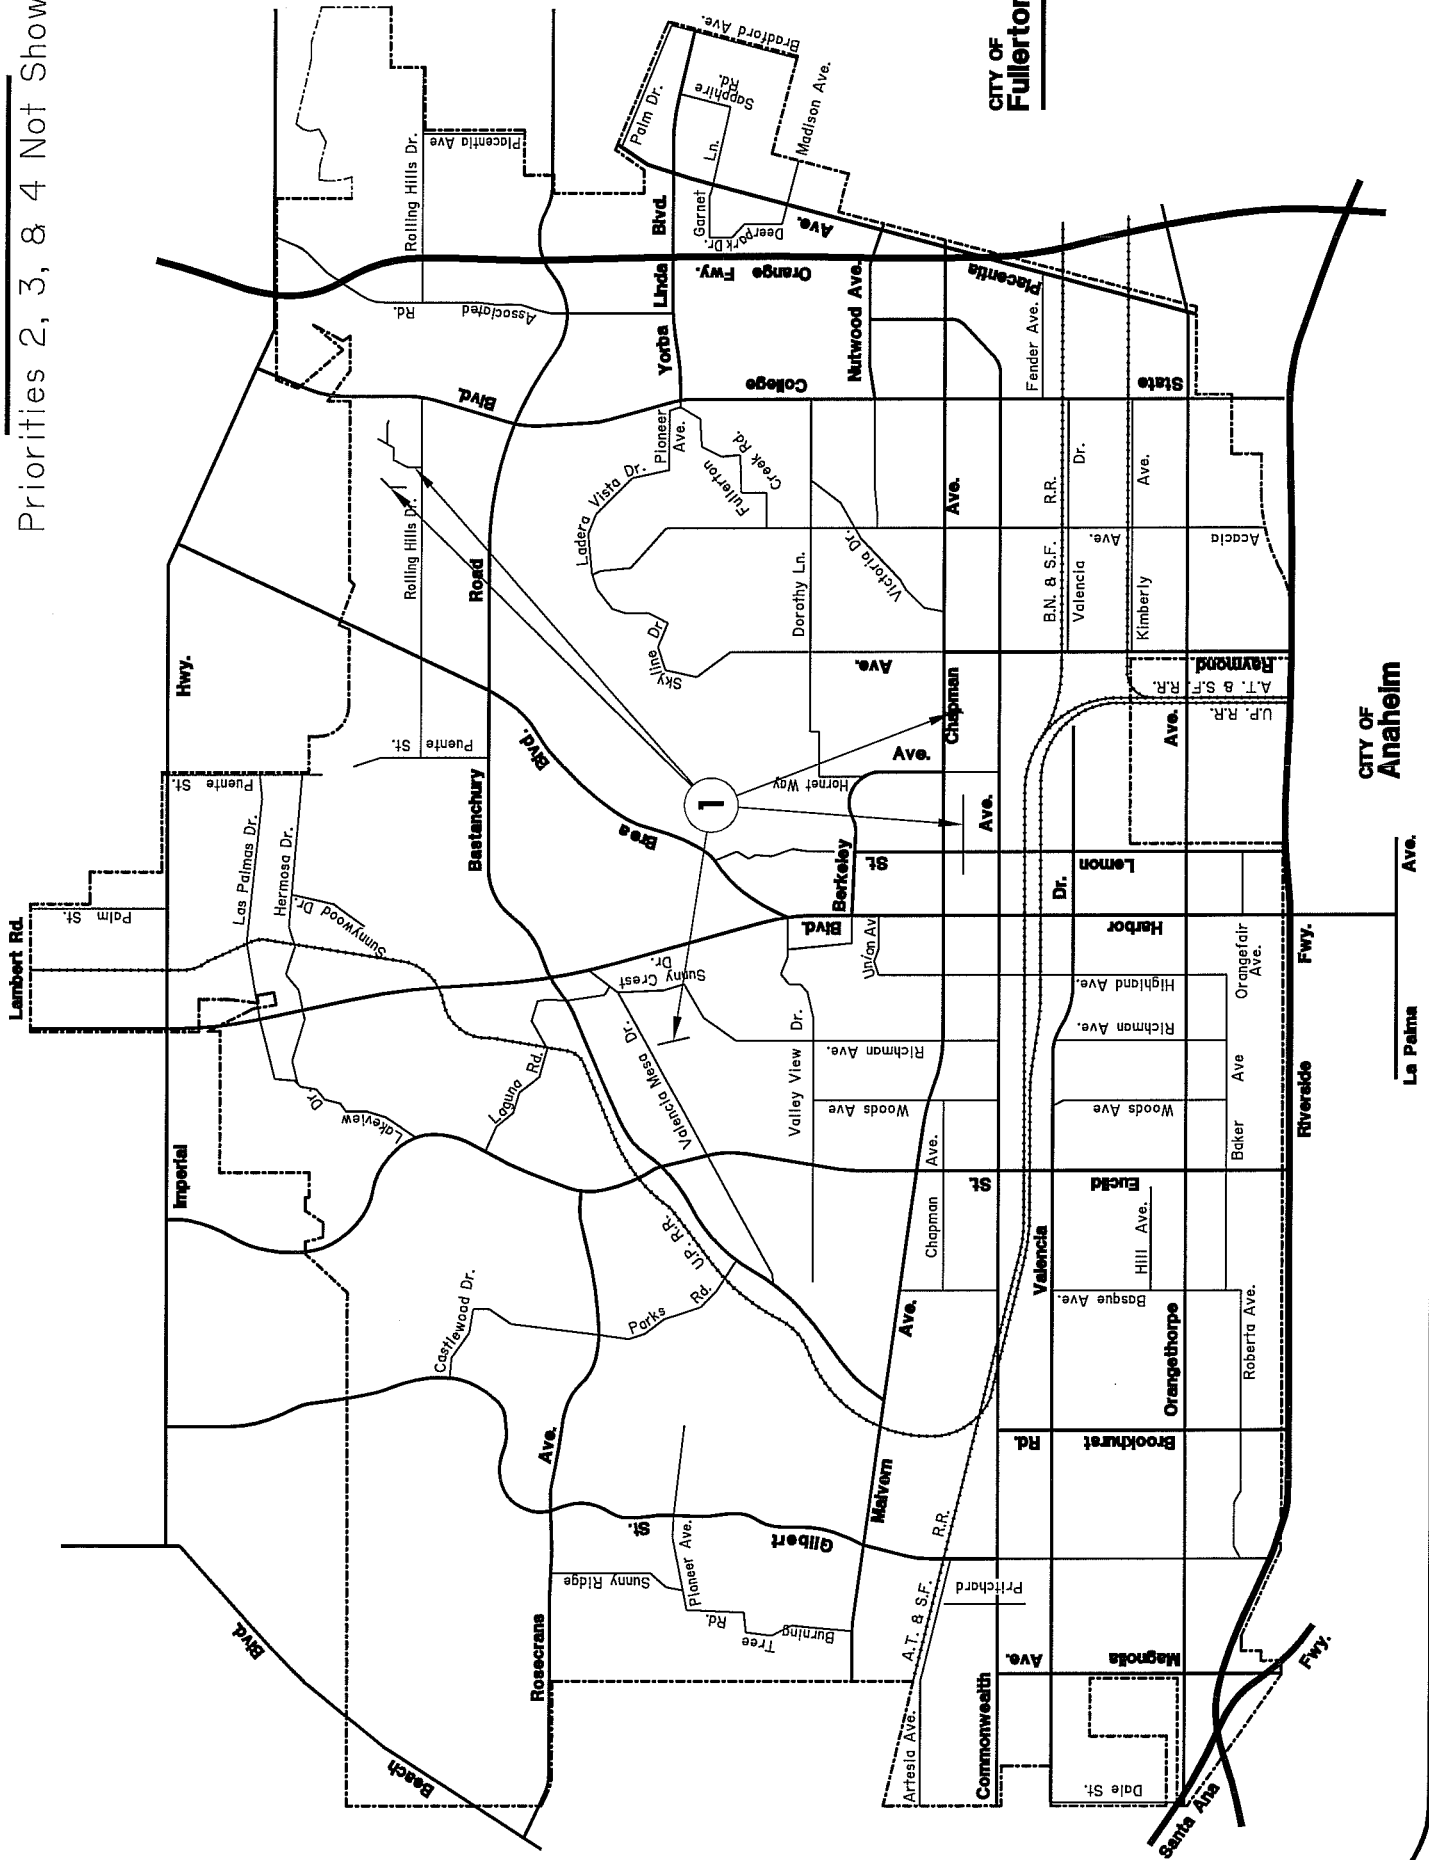 Priorities 2, 3, & 4 Not Show
CITY OF
Fullerton
CITY OF
Anaheim
Lambert Rd.
Palm St.
Imperial
Hwy.
Puente St.
Las Palmas Dr.
Hermosa Dr.
Sunnywood Dr.
Lakeview Dr
Laguna Rd.
Castlewood Dr.
Parks Rd.
U.P. R.R.
Beach
Blvd.
Rosecrans
Ave.
Bastanchury
Road
Puente St.
Rolling Hills Dr.
Rolling Hills Dr.
Placentia Ave
Associated Rd.
Brea
Blvd.
Blvd.
Yorba
Linda
Blvd.
Palm Dr.
Bradford Ave.
Sapphire Rd.
Garnet
Ln.
Deerpark Dr.
Madison Ave.
Orange Fwy.
Placentia
Ave.
Nutwood Ave.
College
State
Pioneer Ave.
Ladera Vista Dr.
Fullerton
Creek Rd.
Skyline Dr
Dorothy Ln.
Victoria Dr.
Acacia
Ave.
Raymond
Ave.
Hornet Way
Berkeley
Ave.
Chapman
Ave.
1
Sunny Crest
Dr.
Valencia Mesa Dr.
Valley View
Dr.
Richman Ave.
Woods Ave
Union Av
Harbor
Blvd.
Lemon
St
Euclid
St.
Malvern
Ave.
Chapman
Ave.
Gilbert
St.
Pioneer Ave.
Sunny Ridge
Burning
Tree
Rd.
A.T. & S.F.
R.R.
Artesia Ave.
Pritchard
Commonwealth
Ave.
Magnolia
Ave.
Dale St.
Brookhurst
Rd.
Valencia
Dr.
Basque Ave.
Hill Ave.
Woods Ave
Richman Ave.
Highland Ave.
Baker Ave
Orangefair
Ave.
Roberta Ave.
Orangethorpe
Ave.
B.N. & S.F.
R.R.
Valencia
Dr.
Kimberly
Ave.
Fender Ave.
A.T. & S.F. R.R.
U.P. R.R.
Riverside
Fwy.
Santa Ana
Fwy.
La Palma
Ave.